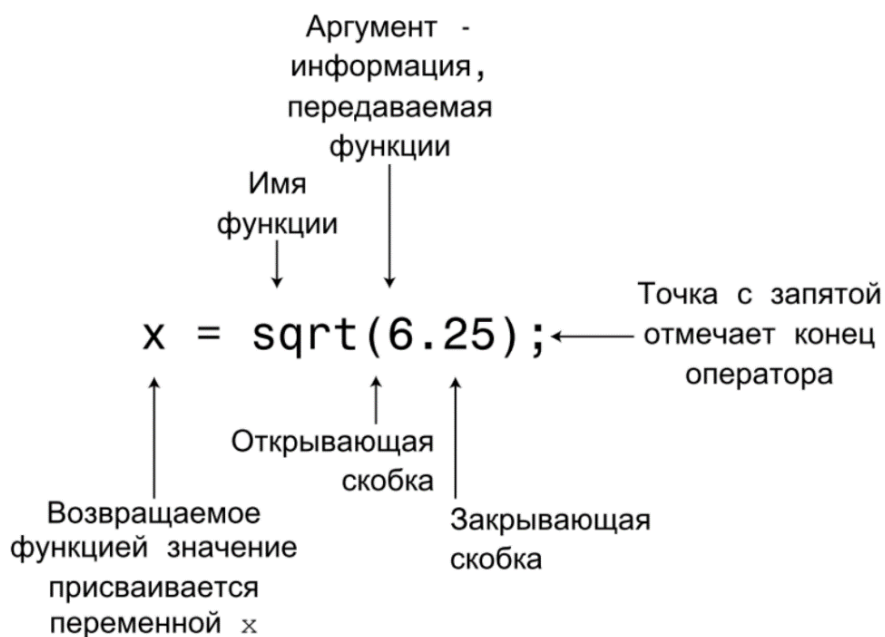 Аргумент -
информация,
передаваемая
функции
Имя
функции
x = sqrt(6.25);
Точка с запятой
отмечает конец
оператора
Открывающая
скобка
Закрывающая
скобка
Возвращаемое
функцией значение
присваивается
переменной x